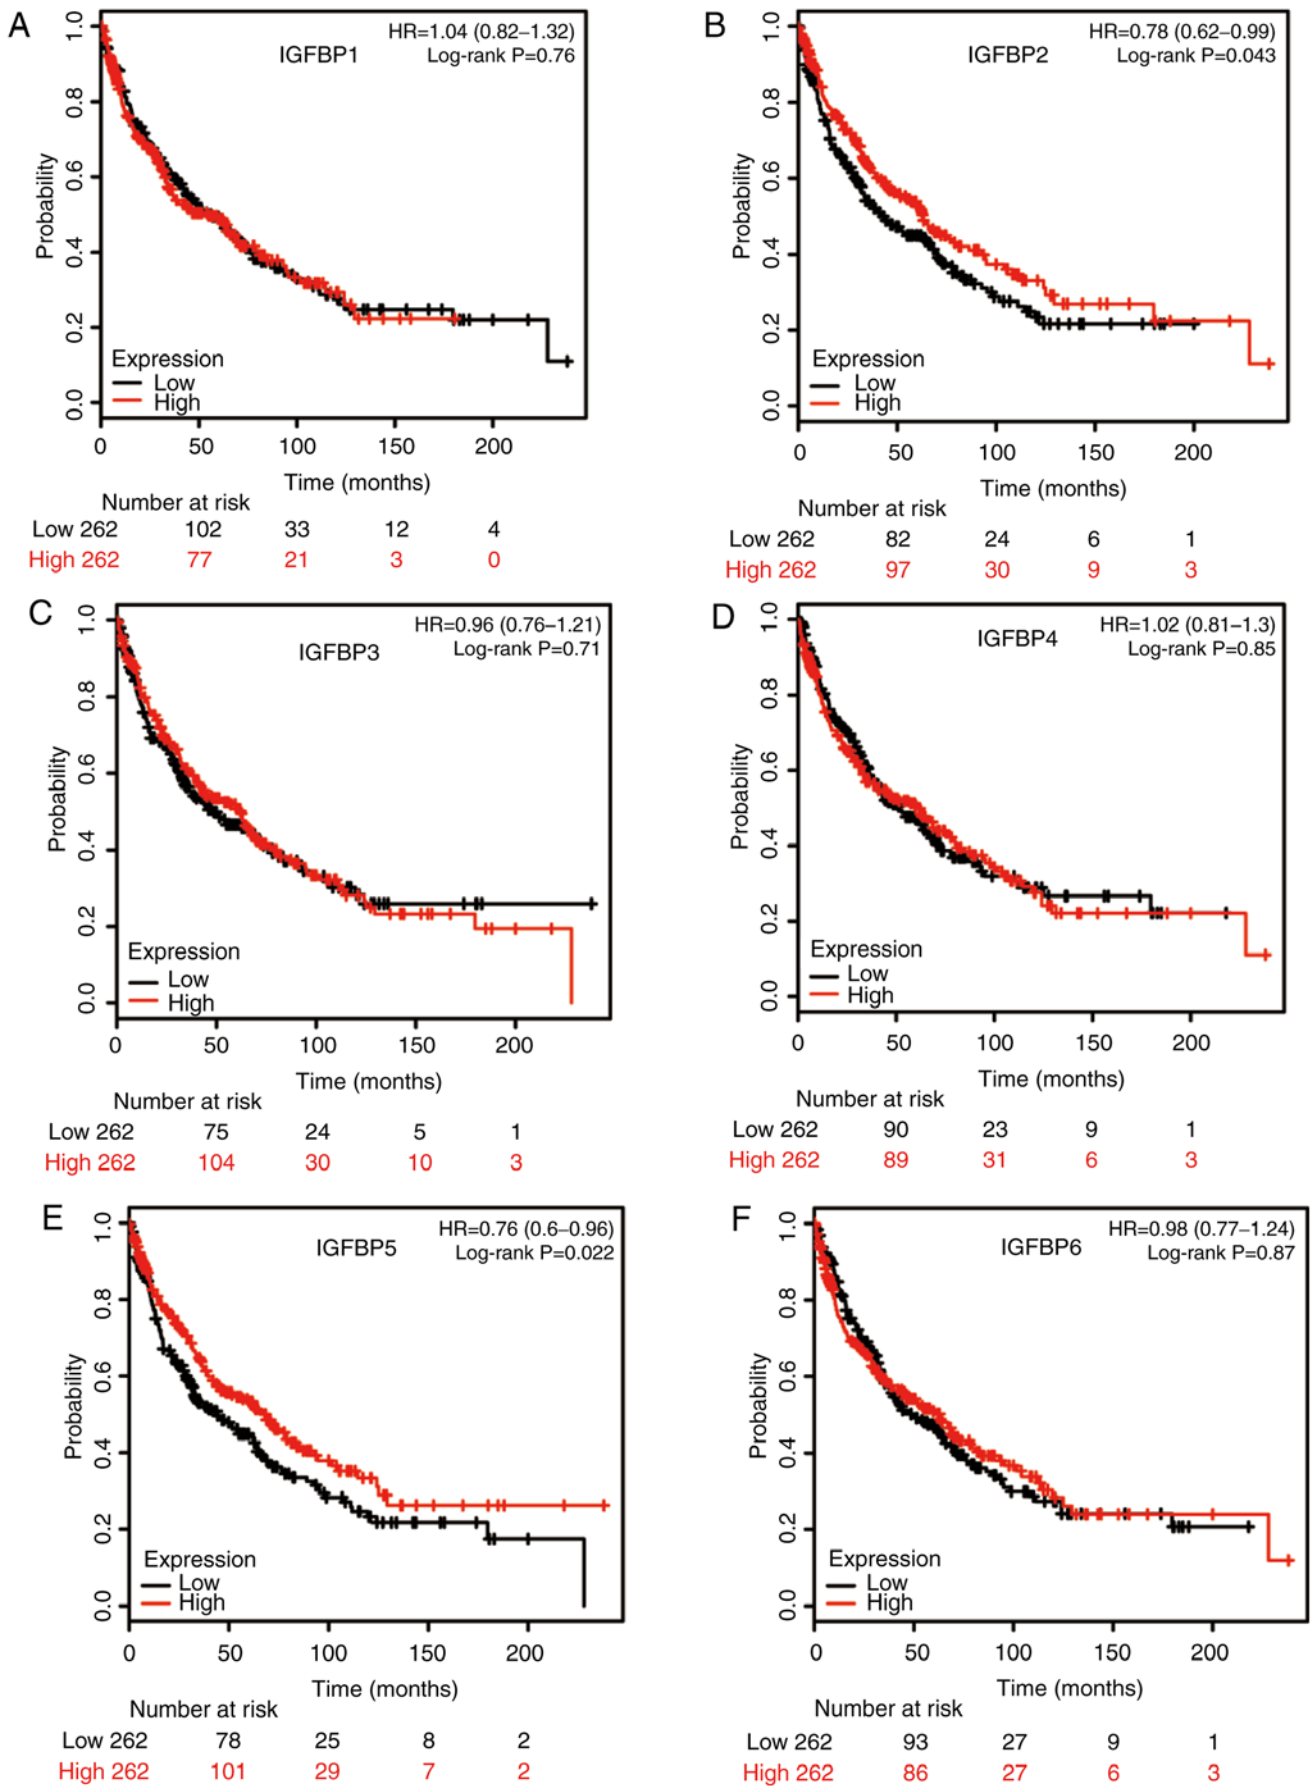 A
IGFBP1
HR=1.04 (0.82–1.32)
Log-rank P=0.76
Probability
1.0
0.8
0.6
0.4
0.2
0.0
Expression
Low
High
0 50 100 150 200
Time (months)
Number at risk
Low 262 102 33 12 4
High 262 77 21 3 0
B
IGFBP2
HR=0.78 (0.62–0.99)
Log-rank P=0.043
Probability
1.0
0.8
0.6
0.4
0.2
0.0
Expression
Low
High
0 50 100 150 200
Time (months)
Number at risk
Low 262 82 24 6 1
High 262 97 30 9 3
C
IGFBP3
HR=0.96 (0.76–1.21)
Log-rank P=0.71
Probability
1.0
0.8
0.6
0.4
0.2
0.0
Expression
Low
High
0 50 100 150 200
Time (months)
Number at risk
Low 262 75 24 5 1
High 262 104 30 10 3
D
IGFBP4
HR=1.02 (0.81–1.3)
Log-rank P=0.85
Probability
1.0
0.8
0.6
0.4
0.2
0.0
Expression
Low
High
0 50 100 150 200
Time (months)
Number at risk
Low 262 90 23 9 1
High 262 89 31 6 3
E
IGFBP5
HR=0.76 (0.6–0.96)
Log-rank P=0.022
Probability
1.0
0.8
0.6
0.4
0.2
0.0
Expression
Low
High
0 50 100 150 200
Time (months)
Number at risk
Low 262 78 25 8 2
High 262 101 29 7 2
F
IGFBP6
HR=0.98 (0.77–1.24)
Log-rank P=0.87
Probability
1.0
0.8
0.6
0.4
0.2
0.0
Expression
Low
High
0 50 100 150 200
Time (months)
Number at risk
Low 262 93 27 9 1
High 262 86 27 6 3